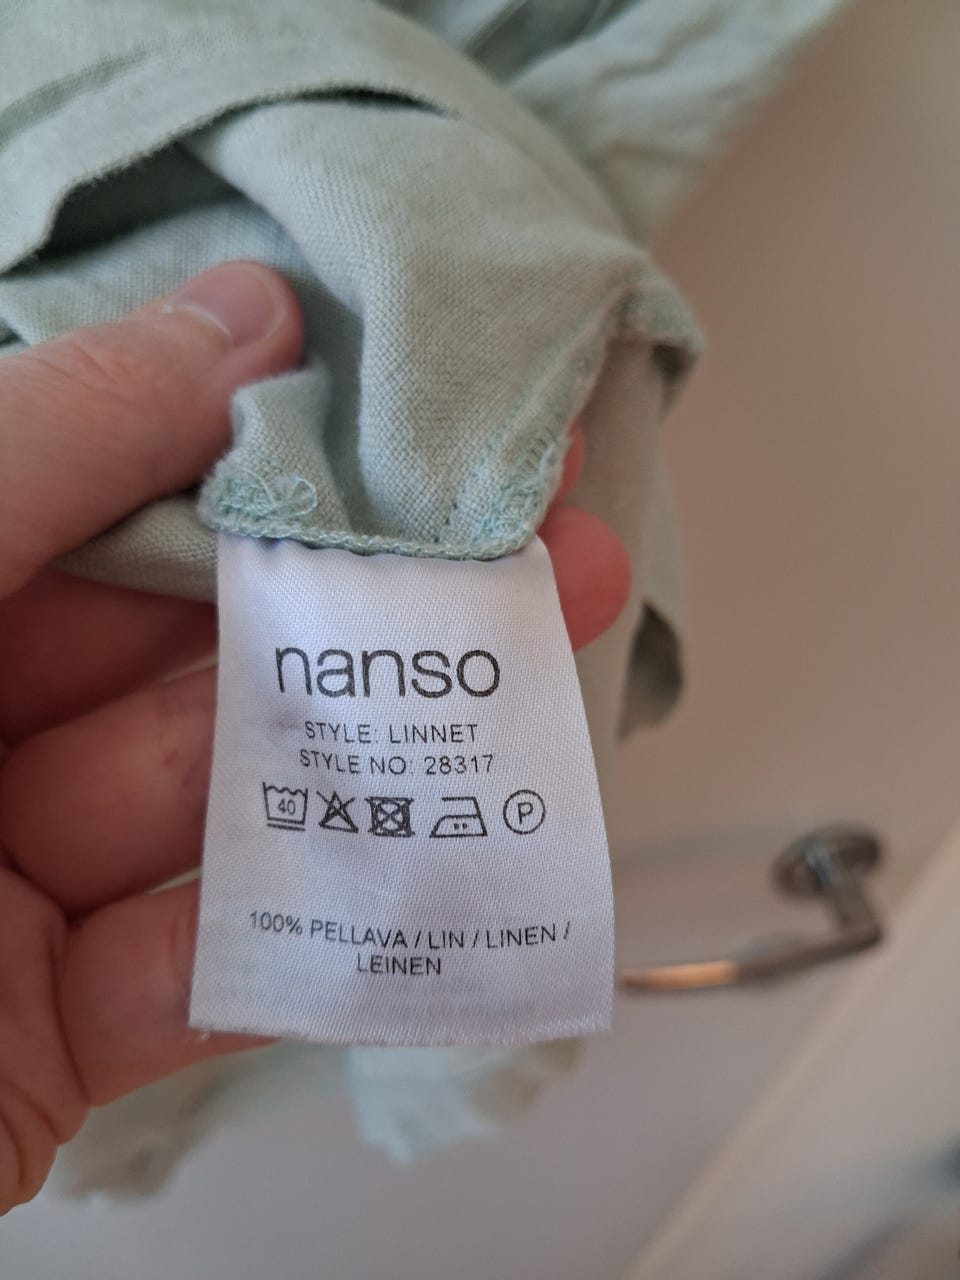 nanso
STYLE: LINNET
STYLE NO: 28317
40 P
100% PELLAVA / LIN / LINEN /
LEINEN